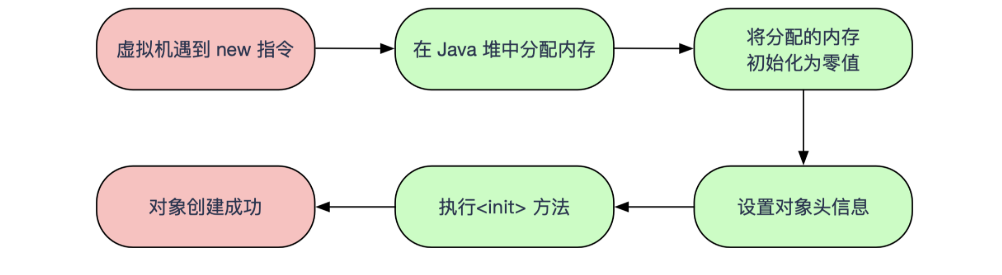 虚拟机遇到 new 指令
在 Java 堆中分配内存
将分配的内存
初始化为零值
设置对象头信息
执行<init> 方法
对象创建成功